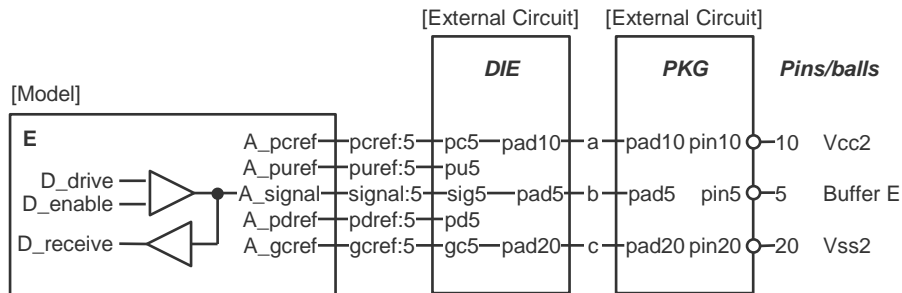 [External Circuit] [External Circuit]
DIE PKG Pins/balls
[Model]
E
A_pcref pcref:5 pc5 pad10 a pad10 pin10 10 Vcc2
A_puref puref:5 pu5
D_drive
A_signal signal:5 sig5 pad5 b pad5 pin5 5 Buffer E
D_enable
A_pdref pdref:5 pd5
D_receive
A_gcref gcref:5 gc5 pad20 c pad20 pin20 20 Vss2